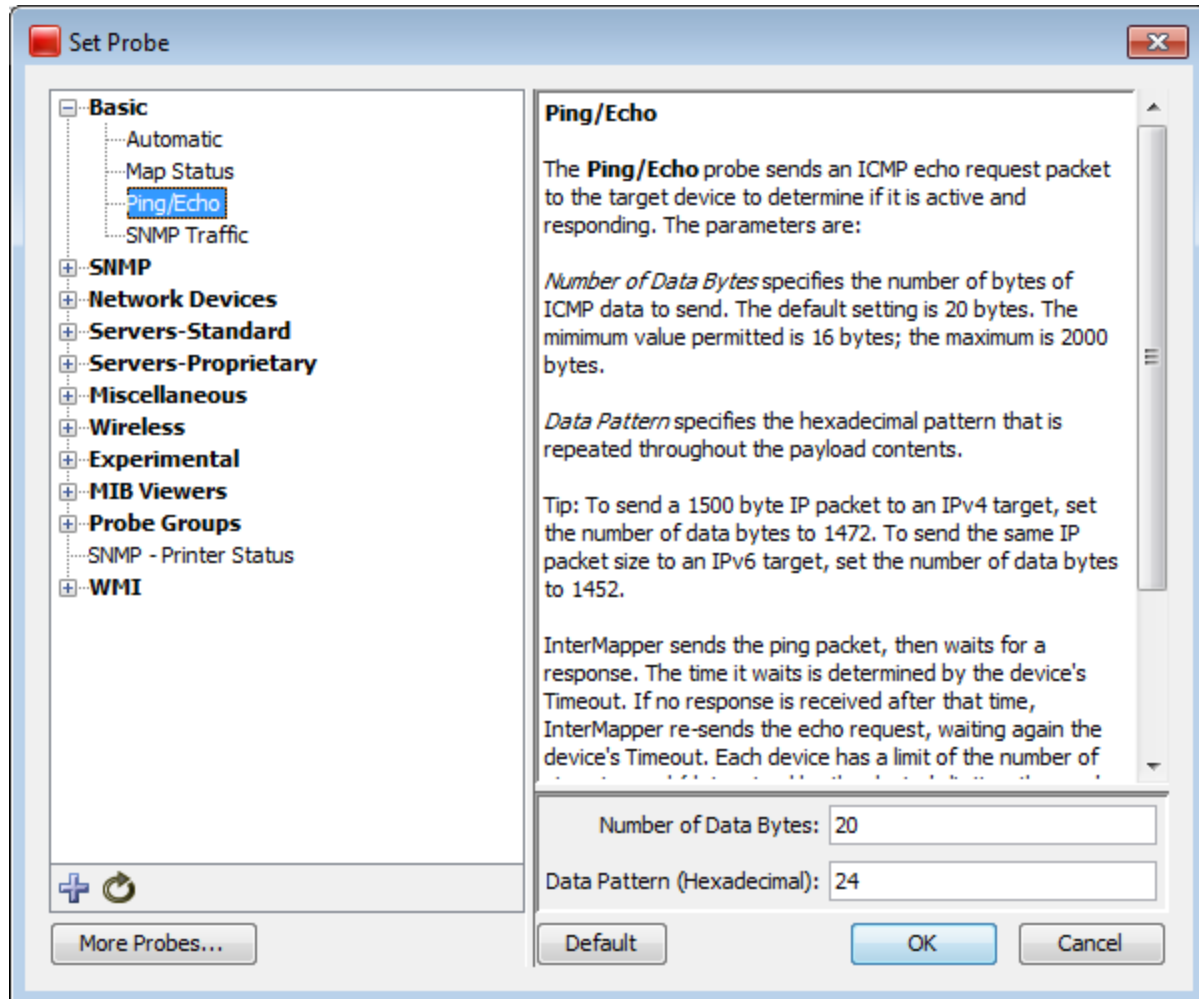 Set Probe
Basic
Automatic
Map Status
Ping/Echo
SNMP Traffic
SNMP
Network Devices
Servers-Standard
Servers-Proprietary
Miscellaneous
Wireless
Experimental
MIB Viewers
Probe Groups
SNMP - Printer Status
WMI
More Probes...
Ping/Echo
The Ping/Echo probe sends an ICMP echo request packet
to the target device to determine if it is active and
responding. The parameters are:
Number of Data Bytes specifies the number of bytes of
ICMP data to send. The default setting is 20 bytes. The
mimimum value permitted is 16 bytes; the maximum is 2000
bytes.
Data Pattern specifies the hexadecimal pattern that is
repeated throughout the payload contents.
Tip: To send a 1500 byte IP packet to an IPv4 target, set
the number of data bytes to 1472. To send the same IP
packet size to an IPv6 target, set the number of data bytes
to 1452.
InterMapper sends the ping packet, then waits for a
response. The time it waits is determined by the device's
Timeout. If no response is received after that time,
InterMapper re-sends the echo request, waiting again the
device's Timeout. Each device has a limit of the number of
Number of Data Bytes: 20
Data Pattern (Hexadecimal): 24
Default
OK
Cancel